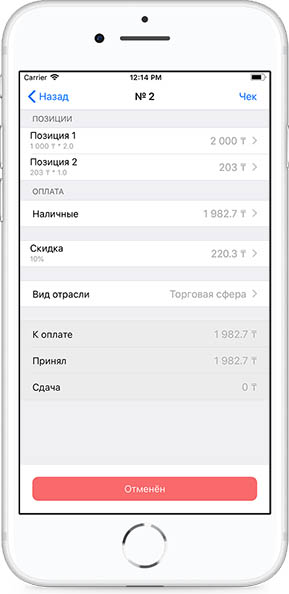 Carrier 12:14 PM
Назад № 2 Чек
ПОЗИЦИИ
Позиция 1
1 000 ₸ * 2.0
2 000 ₸
Позиция 2
203 ₸ * 1.0
203 ₸
ОПЛАТА
Наличные 1 982.7 ₸
Скидка
10%
220.3 ₸
Вид отрасли Торговая сфера
К оплате 1 982.7 ₸
Принял 1 982.7 ₸
Сдача 0 ₸
Отменён